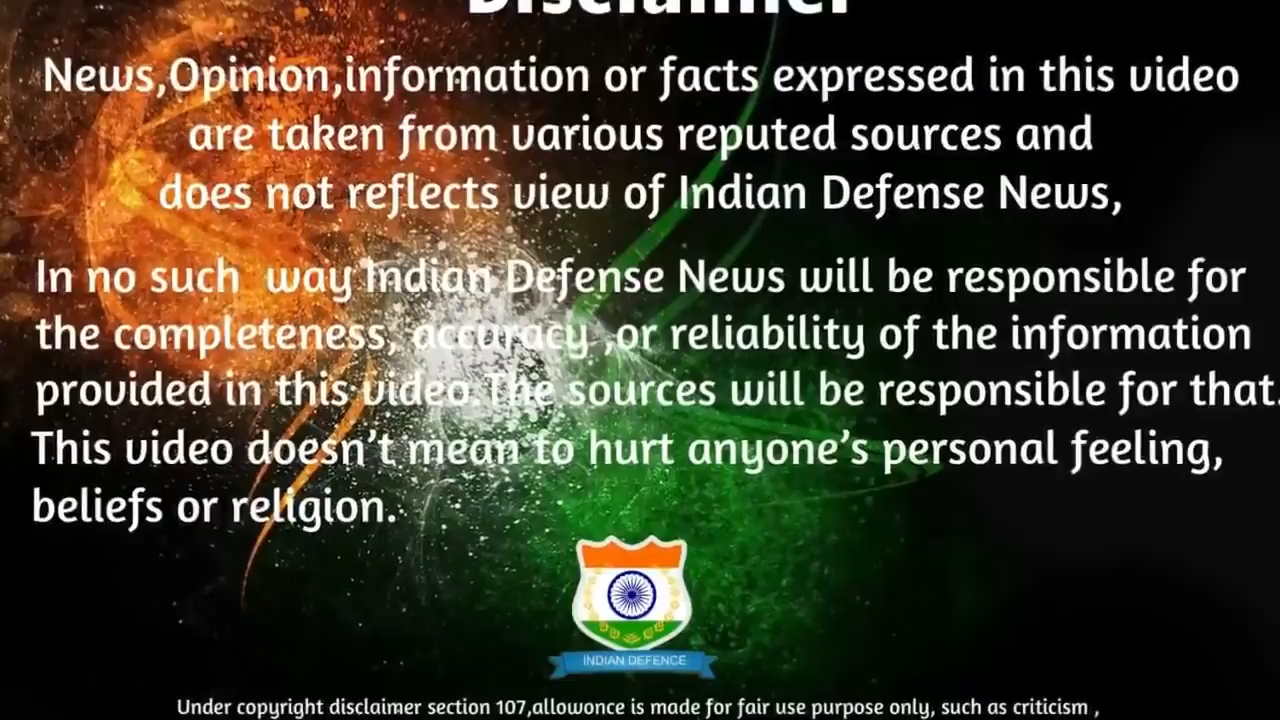 Disclaimer
News,Opinion,information or facts expressed in this video
are taken from various reputed sources and
does not reflects view of Indian Defense News,
In no such way Indian Defense News will be responsible for
the completeness, accuracy ,or reliability of the information
provided in this video.The sources will be responsible for that.
This video doesn’t mean to hurt anyone’s personal feeling,
beliefs or religion.
INDIAN DEFENCE
Under copyright disclaimer section 107,allowonce is made for fair use purpose only, such as criticism ,